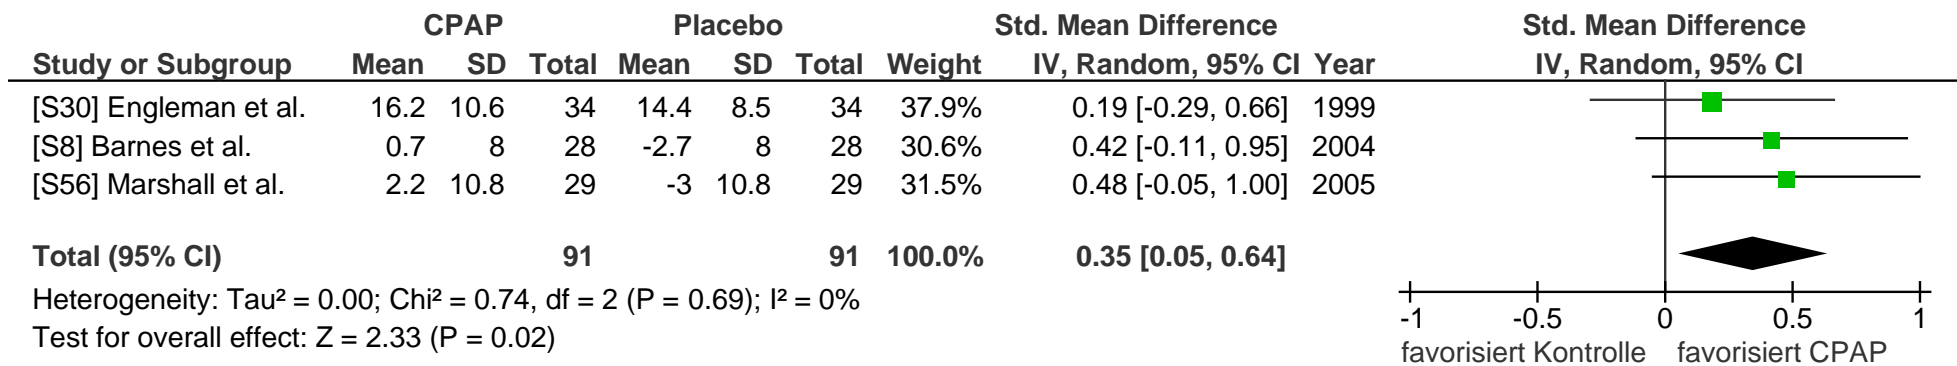 CPAP Placebo Std. Mean Difference Std. Mean Difference
Study or Subgroup Mean SD Total Mean SD Total Weight IV, Random, 95% CI Year IV, Random, 95% CI
[S30] Engleman et al. 16.2 10.6 34 14.4 8.5 34 37.9% 0.19 [-0.29, 0.66] 1999
[S8] Barnes et al. 0.7 8 28 -2.7 8 28 30.6% 0.42 [-0.11, 0.95] 2004
[S56] Marshall et al. 2.2 10.8 29 -3 10.8 29 31.5% 0.48 [-0.05, 1.00] 2005
Total (95% CI) 91 91 100.0% 0.35 [0.05, 0.64]
Heterogeneity: Tau² = 0.00; Chi² = 0.74, df = 2 (P = 0.69); I² = 0%
Test for overall effect: Z = 2.33 (P = 0.02)
-1 -0.5 0 0.5 1
favorisiert Kontrolle favorisiert CPAP